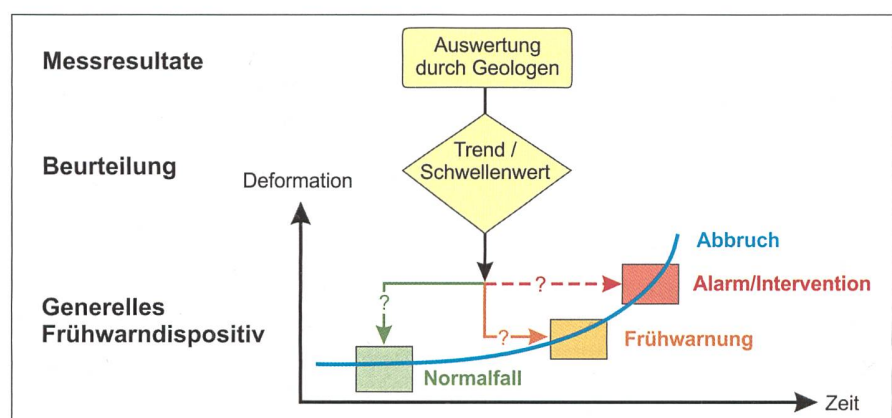 Messresultate
Auswertung
durch Geologen
Beurteilung
Trend /
Schwellenwert
Deformation
Abbruch
?
Alarm/Intervention
?
Generelles
Frühwarndispositiv
?
Frühwarnung
Normalfall
Zeit